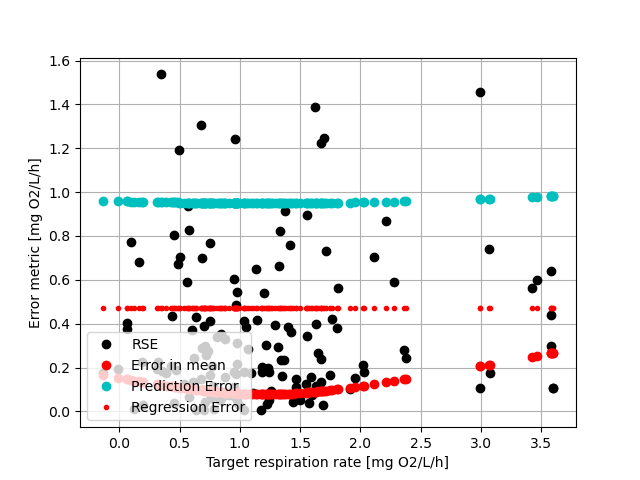 1.6
1.4
1.2
1.0
0.8
0.6
0.4
0.2
0.0
Error metric [mg O2/L/h]
RSE
Error in mean
Prediction Error
Regression Error
0.0 0.5 1.0 1.5 2.0 2.5 3.0 3.5
Target respiration rate [mg O2/L/h]